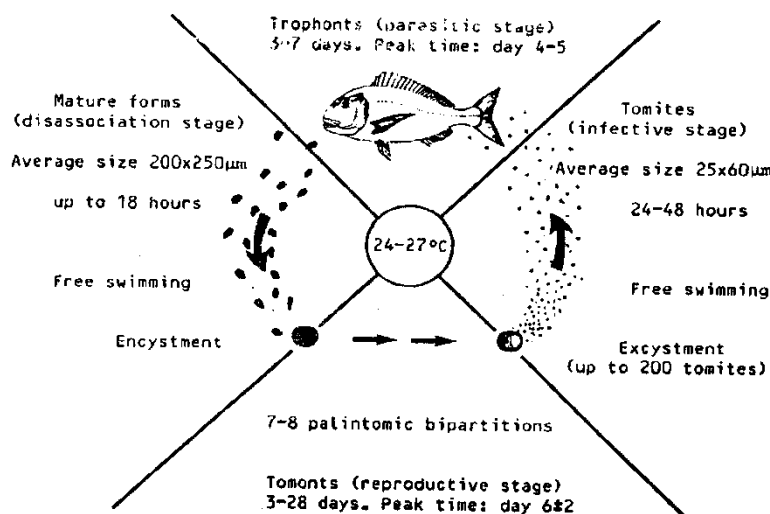 Trophonts (parasitic stage)
3-7 days. Peak time: day 4-5
Mature forms
(disassociation stage)
Average size 200x250µm
up to 18 hours
Free swimming
Encystment
24-27ºC
Tomites
(infective stage)
Average size 25x60µm
24-48 hours
Free swimming
Excystment
(up to 200 tomites)
7-8 palintomic bipartitions
Tomonts (reproductive stage)
3-28 days. Peak time: day 6±2